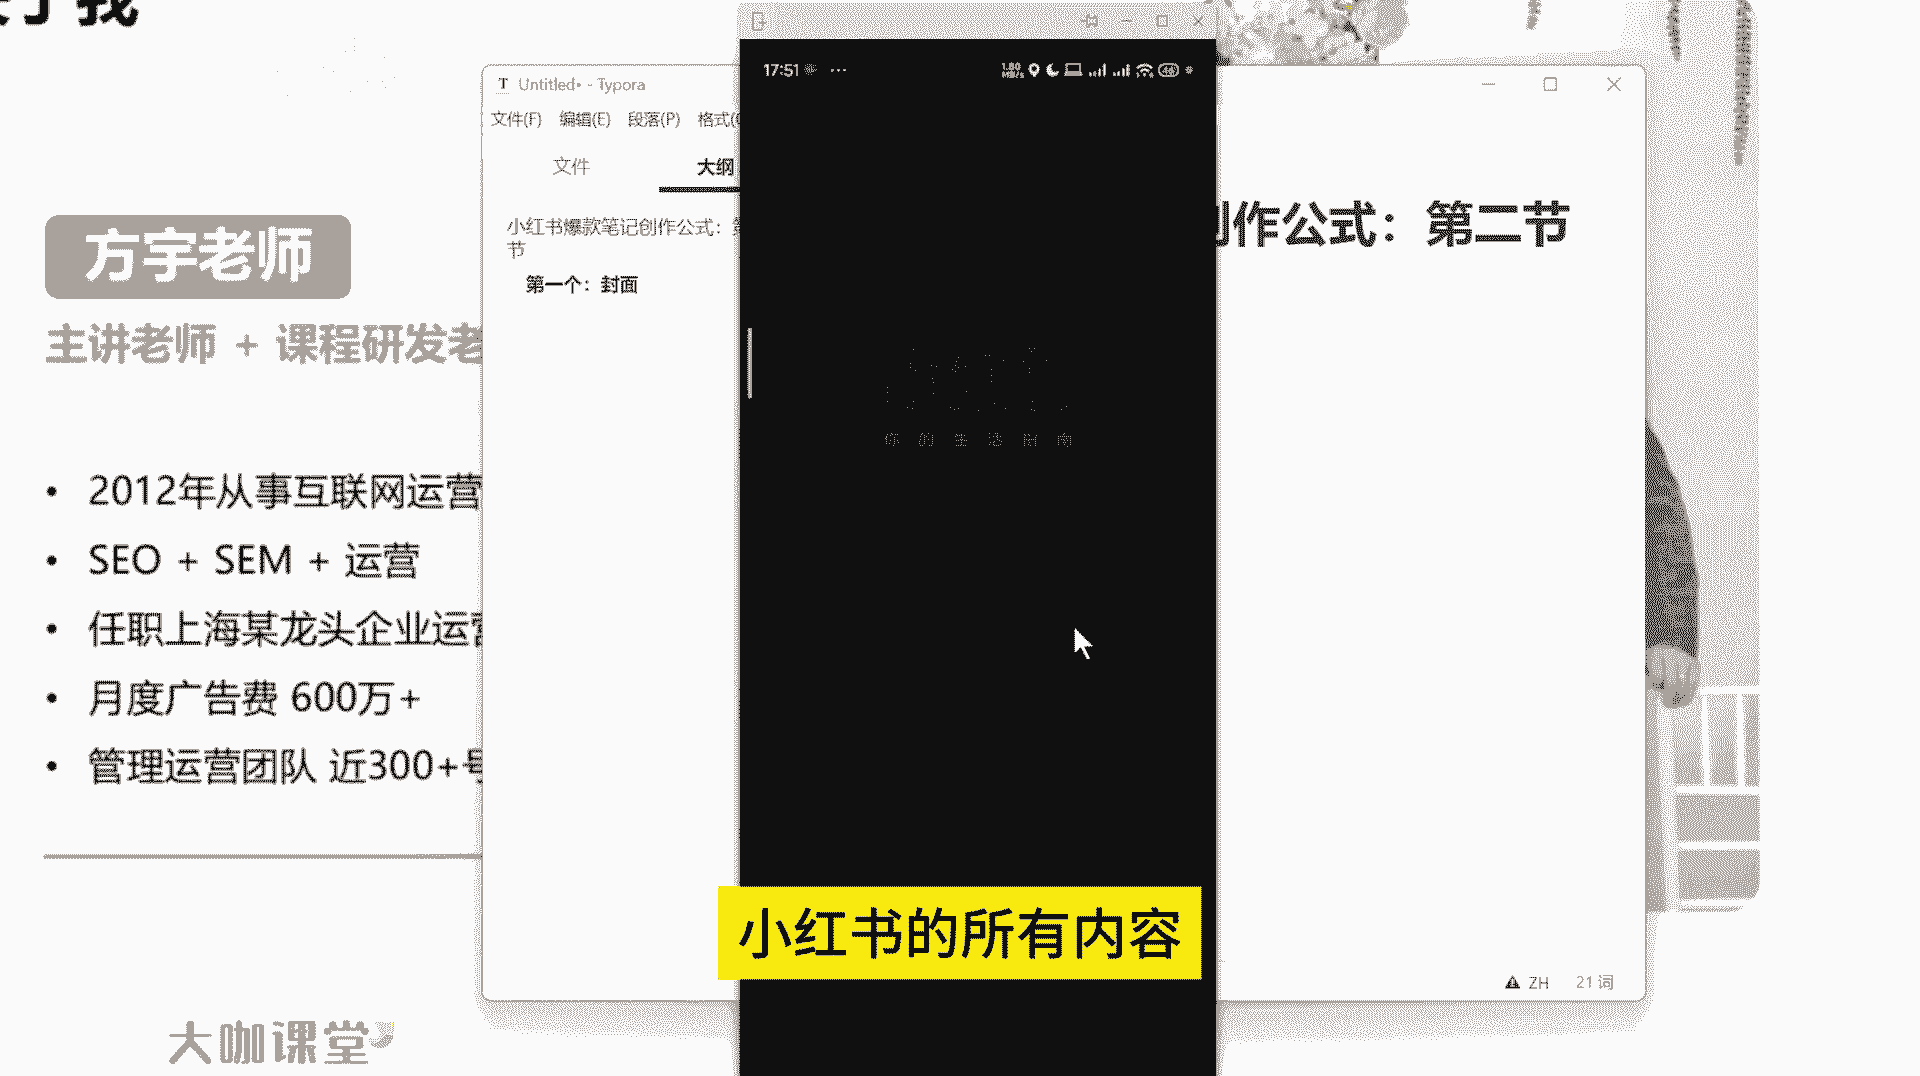 方宇老师
主讲老师 + 课程研发老
2012年从事互联网运营
SEO + SEM + 运营
任职上海某龙头企业运营
月度广告费 600万+
管理运营团队 近300+号
大咖课堂
T Untitled• - Typora
文件(F) 编辑(E) 段落(P) 格式(
文件 大纲
小红书爆款笔记创作公式：第
节
第一个：封面
17:51 ···
你的生活指南
创作公式：第二节
小红书的所有内容
ZH 21 词